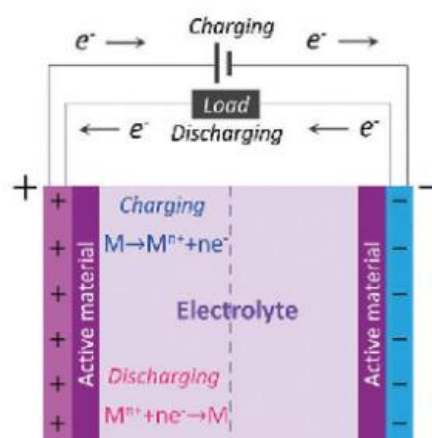 Charging
e⁻ → e⁻ →
Load
← e⁻ Discharging ← e⁻
+ −
+ Charging −
+ M→Mⁿ⁺+ne⁻ −
+ Active material Electrolyte Active material −
+ −
+ Discharging −
+ Mⁿ⁺+ne⁻→M −